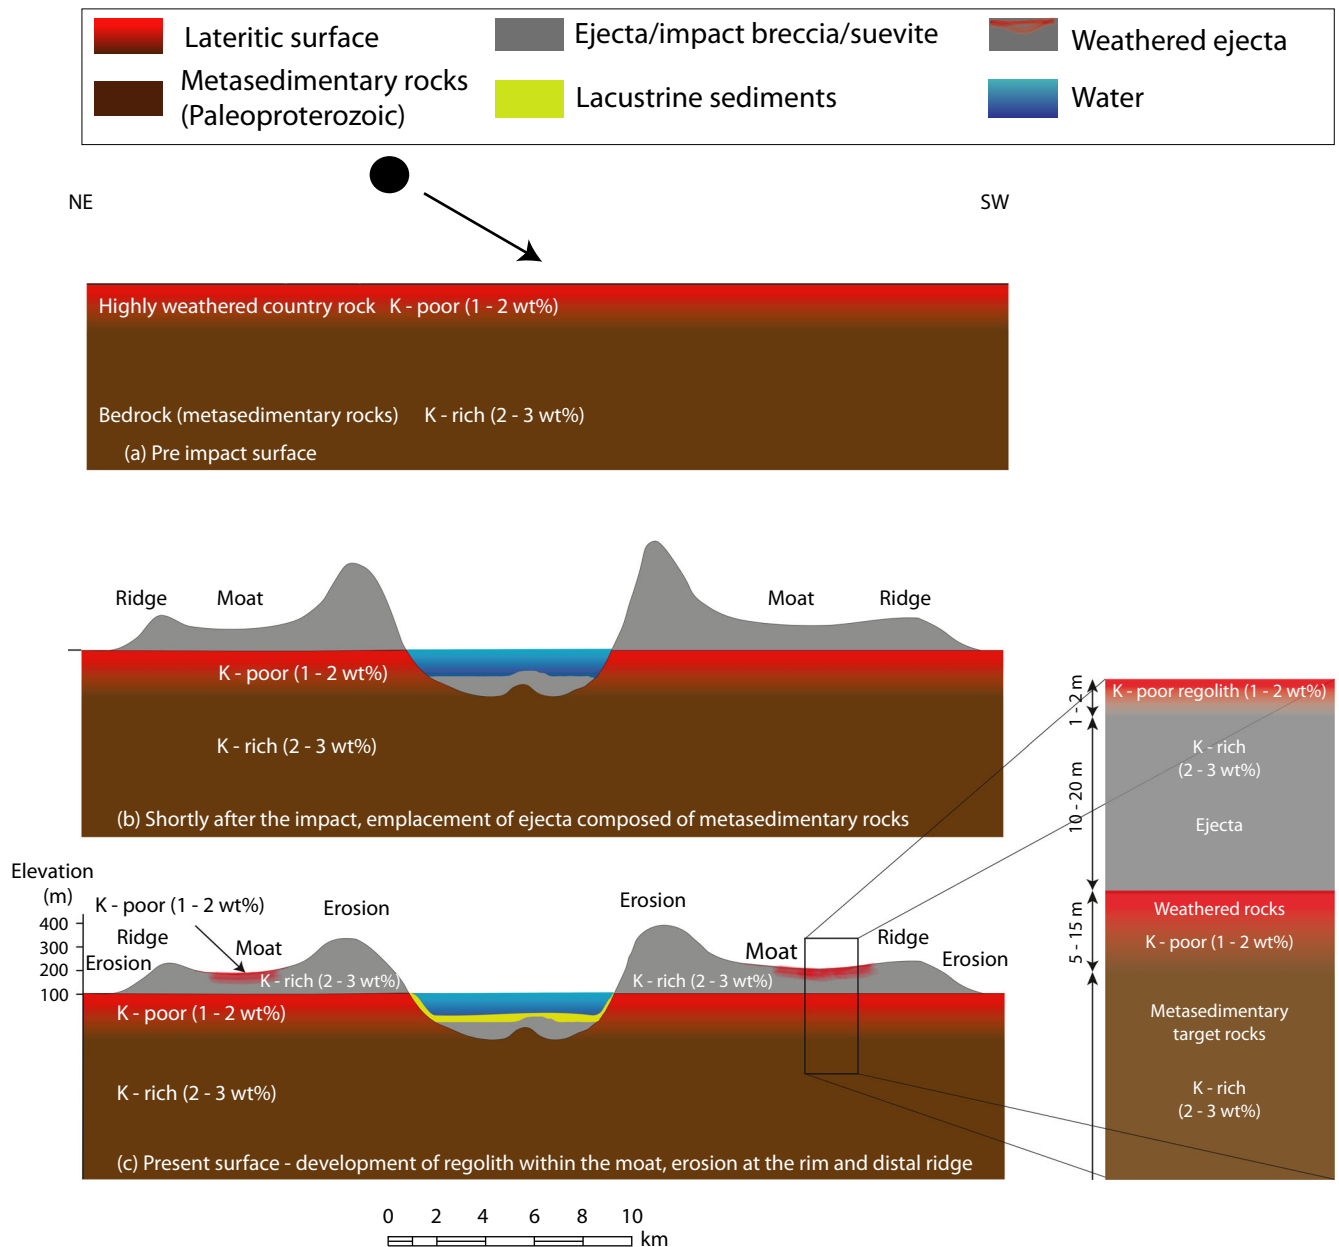 Lateritic surface
Metasedimentary rocks
(Paleoproterozoic)
Ejecta/impact breccia/suevite
Lacustrine sediments
Weathered ejecta
Water
NE
SW
Highly weathered country rock K - poor (1 - 2 wt%)
Bedrock (metasedimentary rocks) K - rich (2 - 3 wt%)
(a) Pre impact surface
Ridge
Moat
Moat
Ridge
K - poor (1 - 2 wt%)
K - rich (2 - 3 wt%)
(b) Shortly after the impact, emplacement of ejecta composed of metasedimentary rocks
Elevation
(m)
400
300
200
100
K - poor (1 - 2 wt%)
Ridge
Erosion
Moat
Erosion
K - rich (2 - 3 wt%)
Erosion
Moat
Ridge
Erosion
K - rich (2 - 3 wt%)
K - poor (1 - 2 wt%)
K - rich (2 - 3 wt%)
(c) Present surface - development of regolith within the moat, erosion at the rim and distal ridge
0 2 4 6 8 10
km
1 - 2 m
K - poor regolith (1 - 2 wt%)
10 - 20 m
K - rich
(2 - 3 wt%)
Ejecta
5 - 15 m
Weathered rocks
K - poor (1 - 2 wt%)
Metasedimentary
target rocks
K - rich
(2 - 3 wt%)